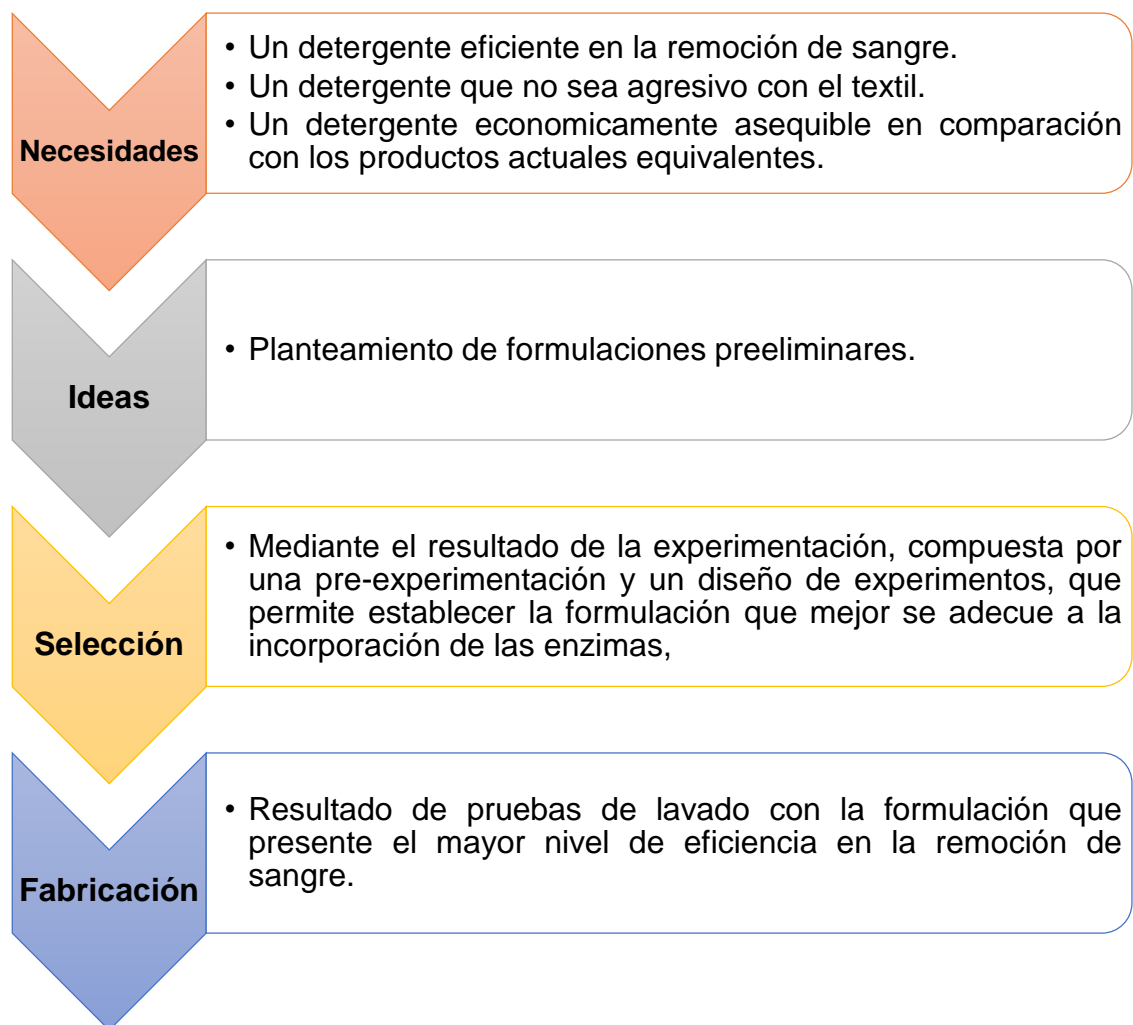 Necesidades
• Un detergente eficiente en la remoción de sangre.
• Un detergente que no sea agresivo con el textil.
• Un detergente economicamente asequible en comparación
con los productos actuales equivalentes.
Ideas
• Planteamiento de formulaciones preeliminares.
Selección
• Mediante el resultado de la experimentación, compuesta por
una pre-experimentación y un diseño de experimentos, que
permite establecer la formulación que mejor se adecue a la
incorporación de las enzimas,
Fabricación
• Resultado de pruebas de lavado con la formulación que
presente el mayor nivel de eficiencia en la remoción de
sangre.